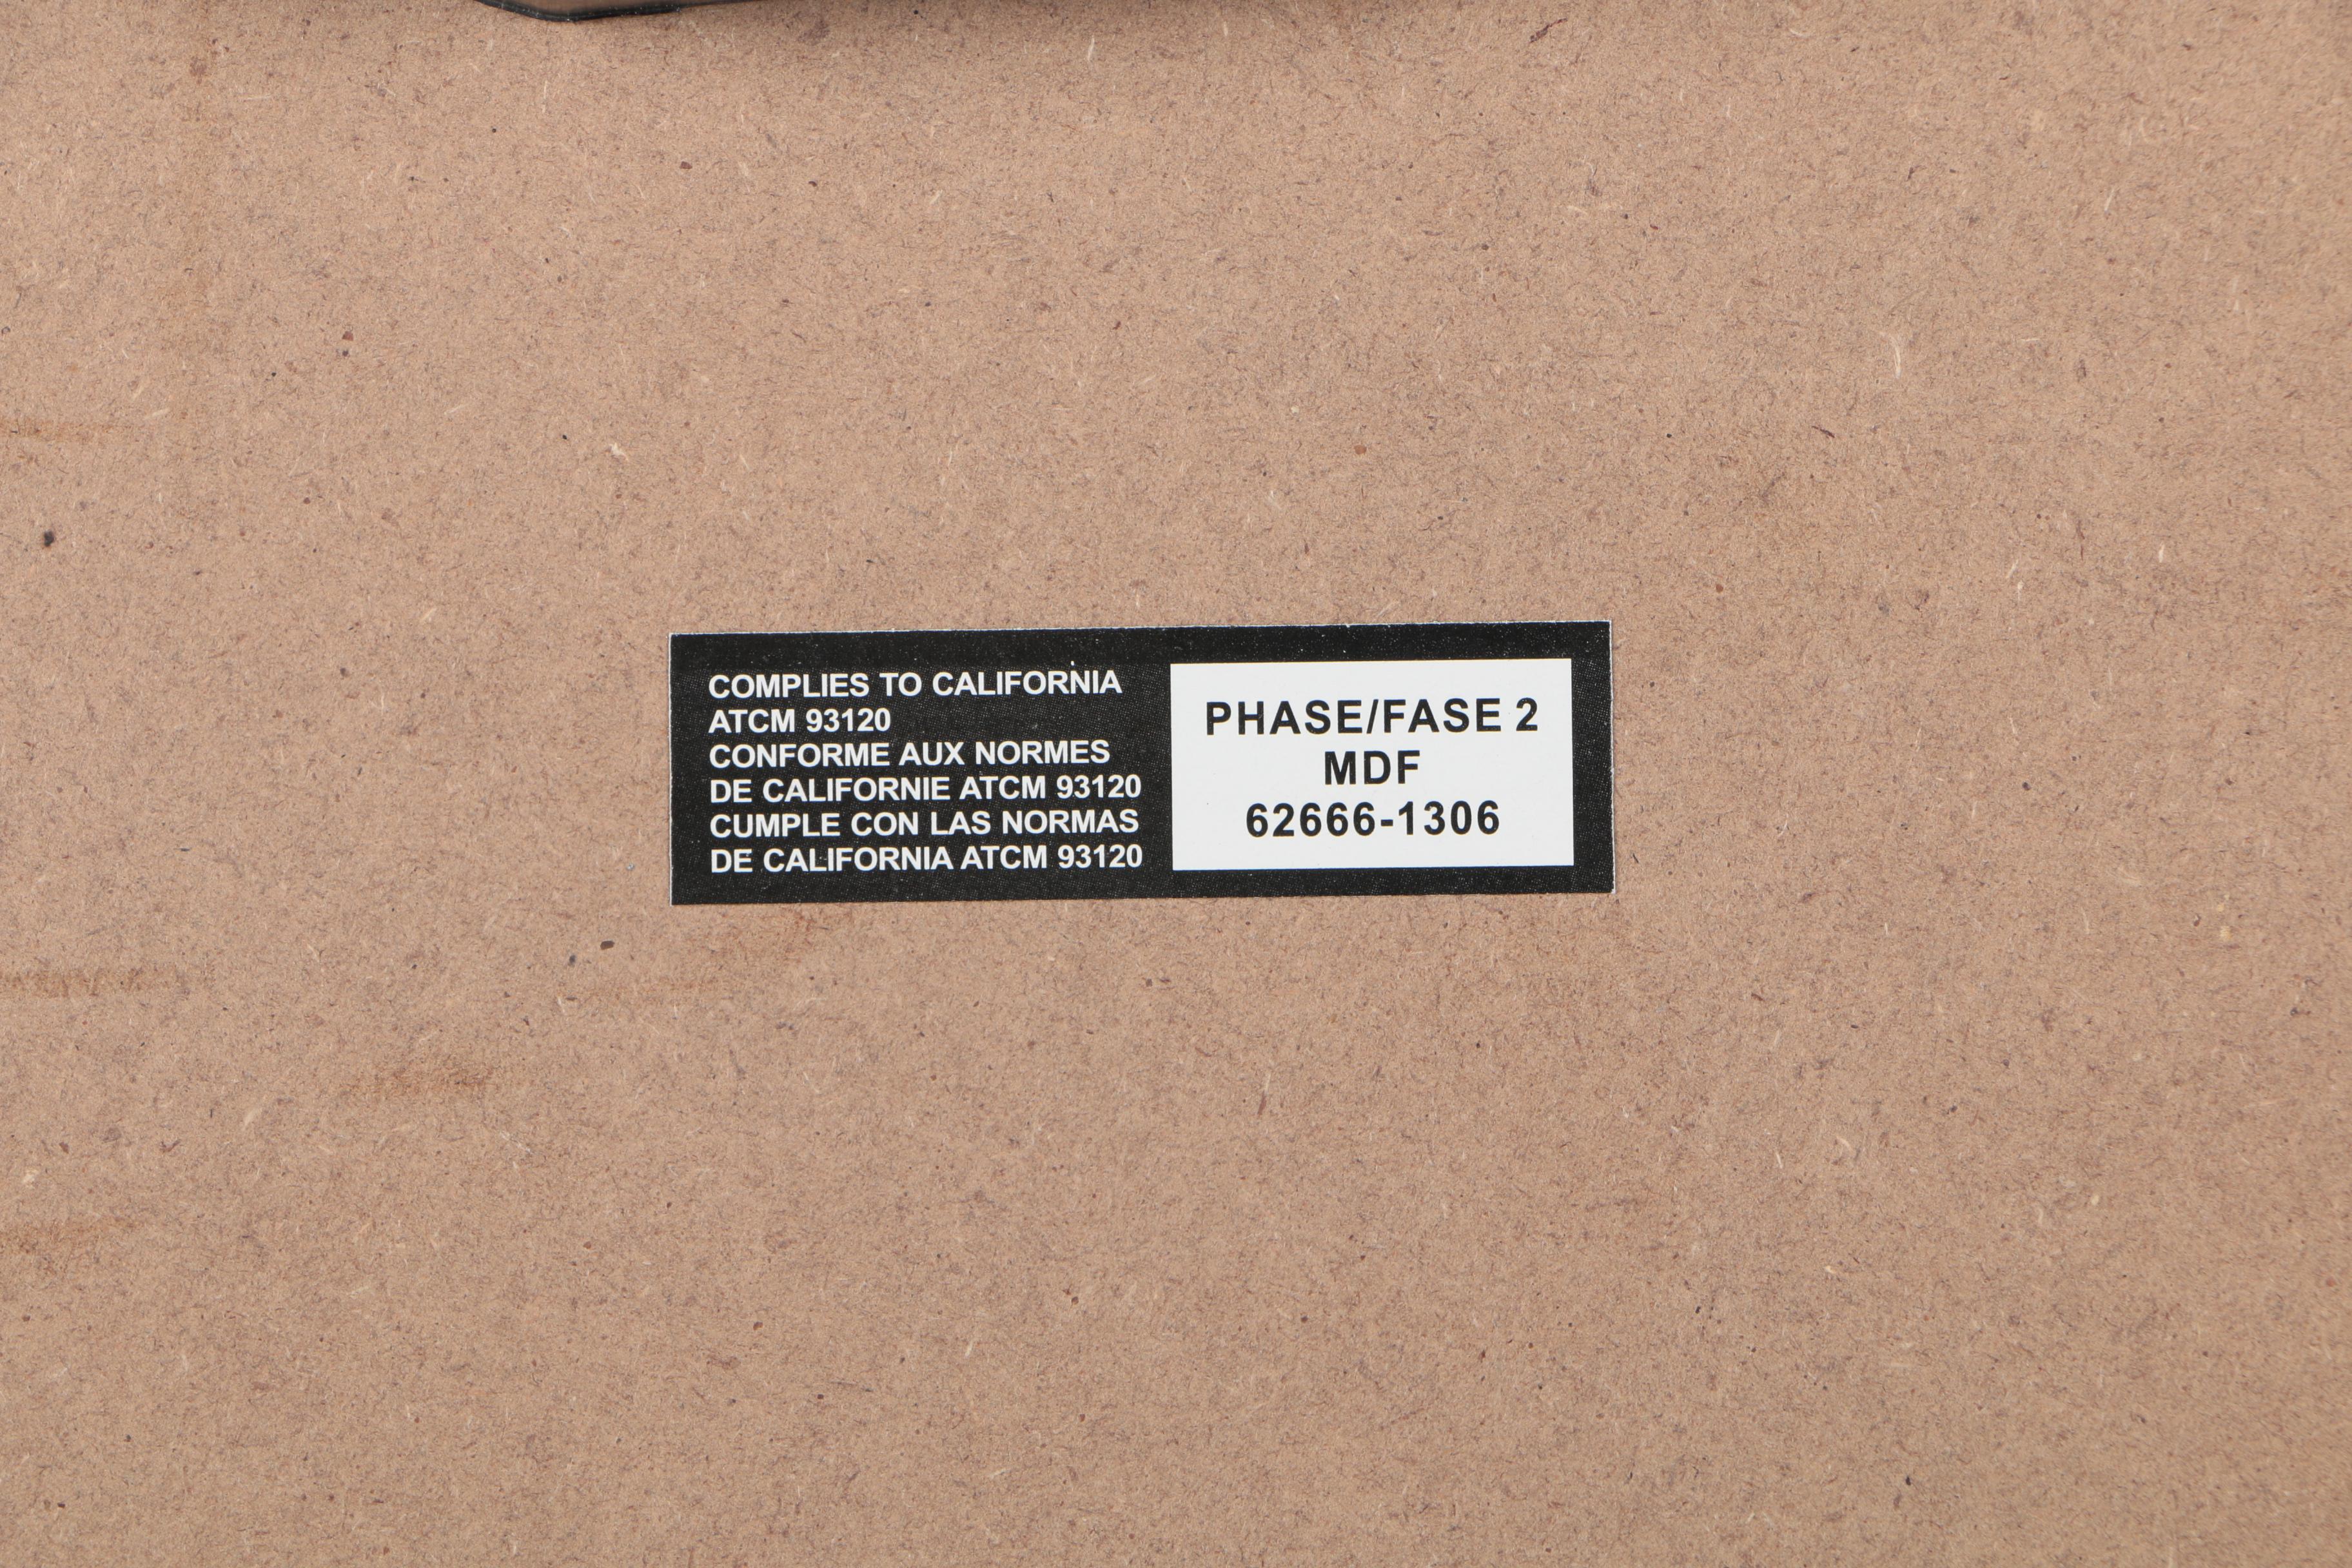 COMPLIES TO CALIFORNIA
ATCM 93120
CONFORME AUX NORMES
DE CALIFORNIE ATCM 93120
CUMPLE CON LAS NORMAS
DE CALIFORNIA ATCM 93120
PHASE/FASE 2
MDF
62666-1306